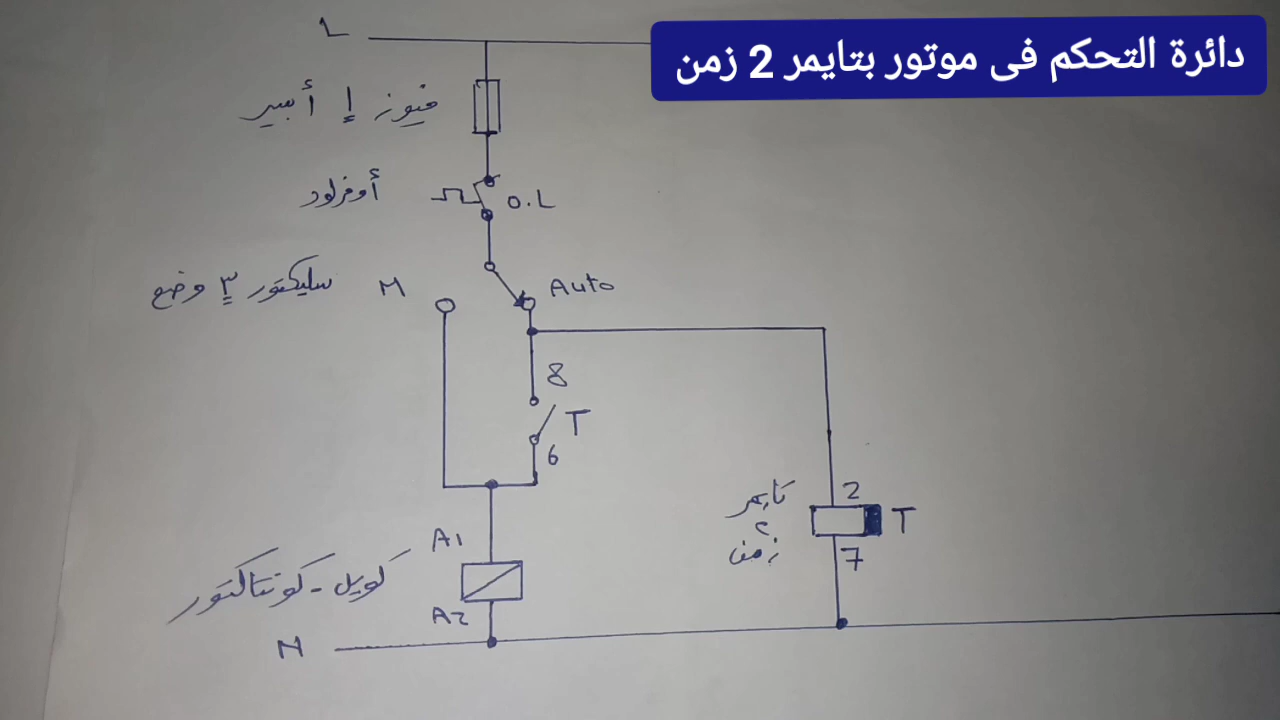 دائرة التحكم فى موتور بتايمر 2 زمن
L
فيوز 1 أمبير
أوفرلود
O.L
سليكتور ٣ وضع
M
Auto
8
T
6
تايمر
٢
زمن
2
T
7
A1
كويل - كونتاكتور
A2
N